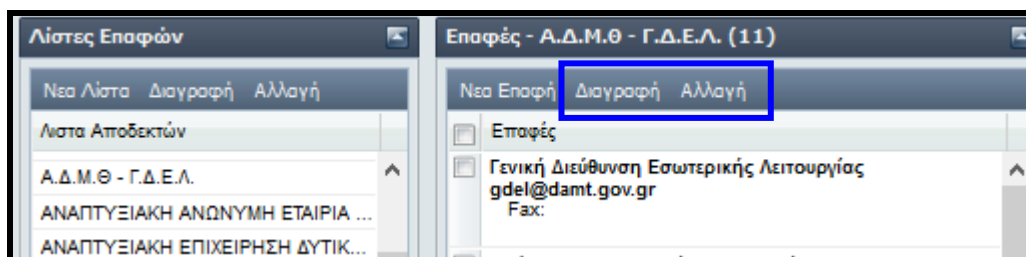 Λίστες Επαφών
Νεα Λίστα Διαγραφή Αλλαγή
Λιστα Αποδεκτών
Α.Δ.Μ.Θ - Γ.Δ.Ε.Λ.
ΑΝΑΠΤΥΞΙΑΚΗ ΑΝΩΝΥΜΗ ΕΤΑΙΡΙΑ ...
ΑΝΑΠΤΥΞΙΑΚΗ ΕΠΙΧΕΙΡΗΣΗ ΔΥΤΙΚ...
Επαφές - Α.Δ.Μ.Θ - Γ.Δ.Ε.Λ. (11)
Νεα Επαφή Διαγραφή Αλλαγή
Επαφές
Γενική Διεύθυνση Εσωτερικής Λειτουργίας
gdel@damt.gov.gr
Fax: